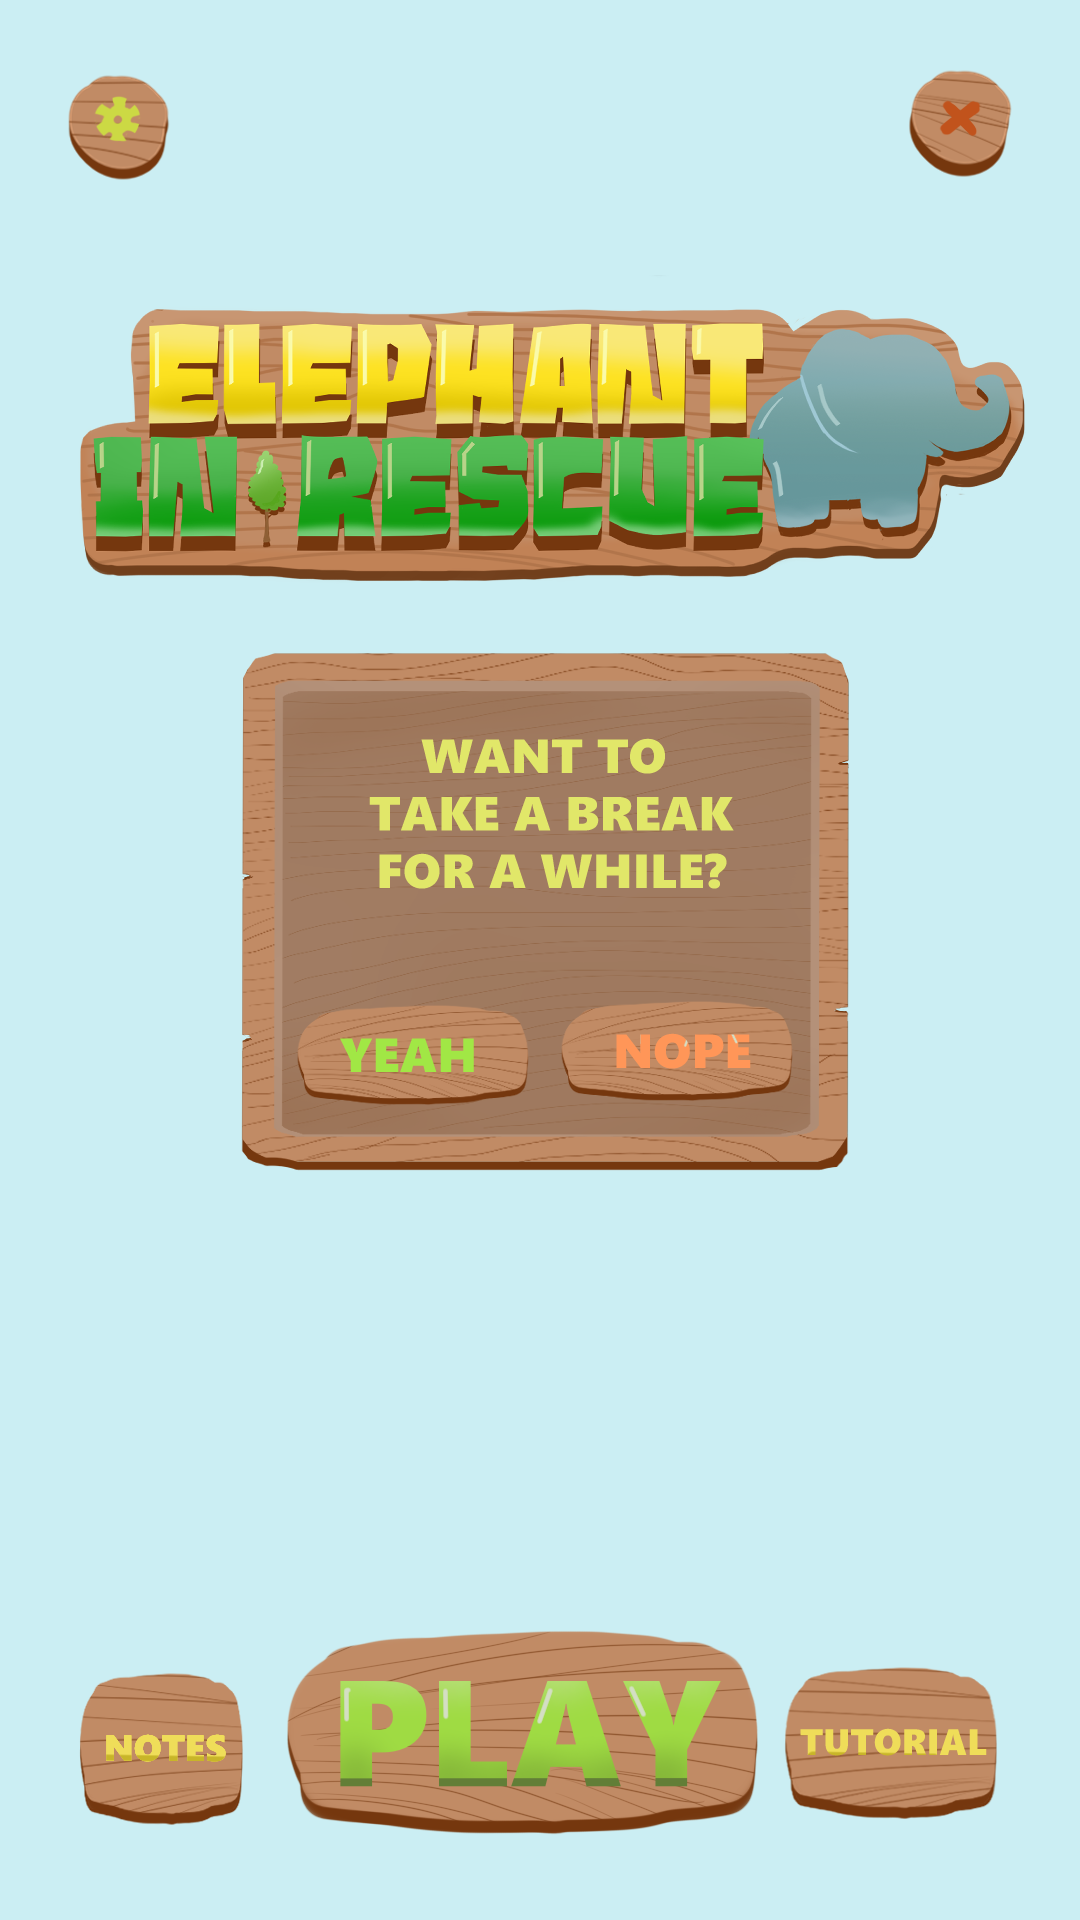 ELEPHANT
IN RESCUE
WANT TO
TAKE A BREAK
FOR A WHILE?
YEAH
NOPE
NOTES
PLAY
TUTORIAL